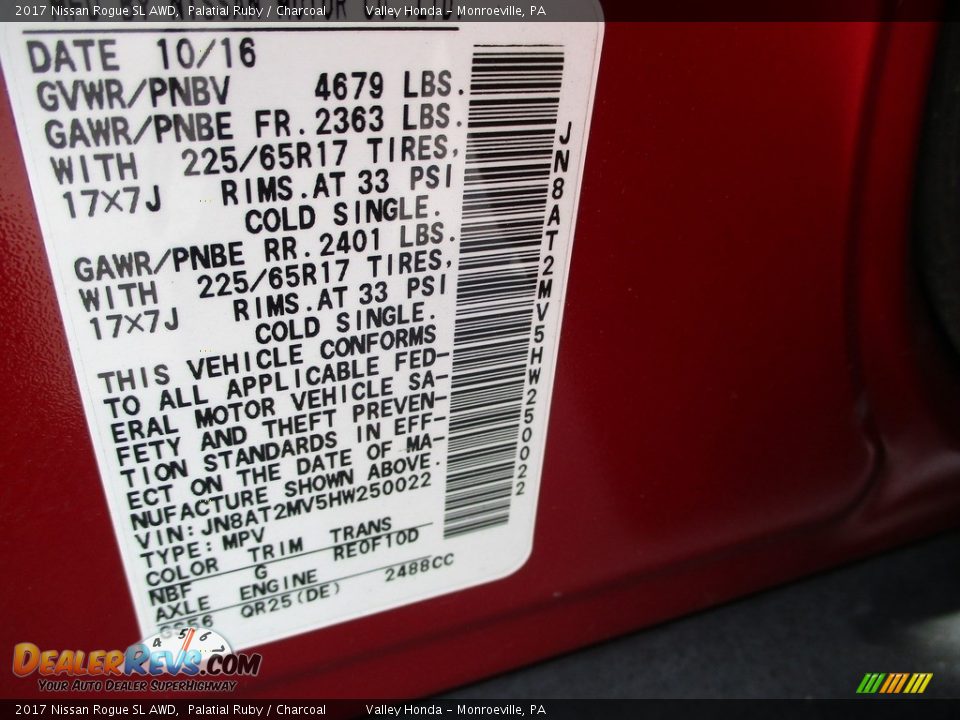 2017 Nissan Rogue SL AWD, Palatial Ruby / Charcoal Valley Honda - Monroeville, PA
DATE 10/16
GVWR/PNBV 4679 LBS.
GAWR/PNBE FR. 2363 LBS.
WITH 225/65R17 TIRES,
17X7J RIMS. AT 33 PSI
COLD SINGLE.
GAWR/PNBE RR. 2401 LBS.
WITH 225/65R17 TIRES,
17X7J RIMS. AT 33 PSI
COLD SINGLE.
THIS VEHICLE CONFORMS
TO ALL APPLICABLE FED-
ERAL MOTOR VEHICLE SA-
FETY AND THEFT PREVEN-
TION STANDARDS IN EFF-
ECT ON THE DATE OF MA-
NUFACTURE SHOWN ABOVE.
VIN: JN8AT2MV5HW250022
TYPE: MPV
COLOR TRIM TRANS
NBF G RE0F10D
AXLE ENGINE
GS56 QR25(DE) 2488CC
JN8AT2MV5HW250022
4 5 6
DealerRevs.com
Your Auto Dealer SuperHighway
2017 Nissan Rogue SL AWD, Palatial Ruby / Charcoal Valley Honda - Monroeville, PA